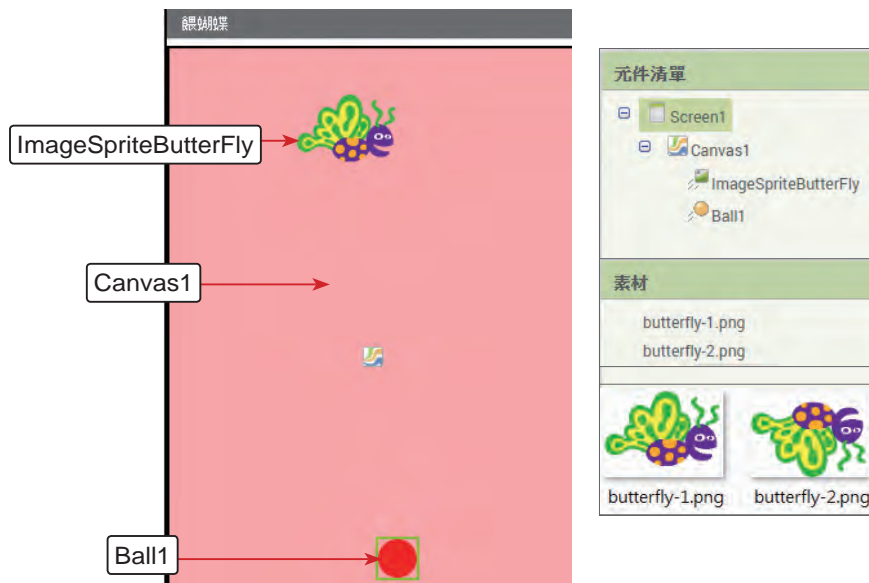 餵蝴蝶
ImageSpriteButterFly
Canvas1
Ball1
元件清單
Screen1
Canvas1
ImageSpriteButterFly
Ball1
素材
butterfly-1.png
butterfly-2.png
butterfly-1.png
butterfly-2.png